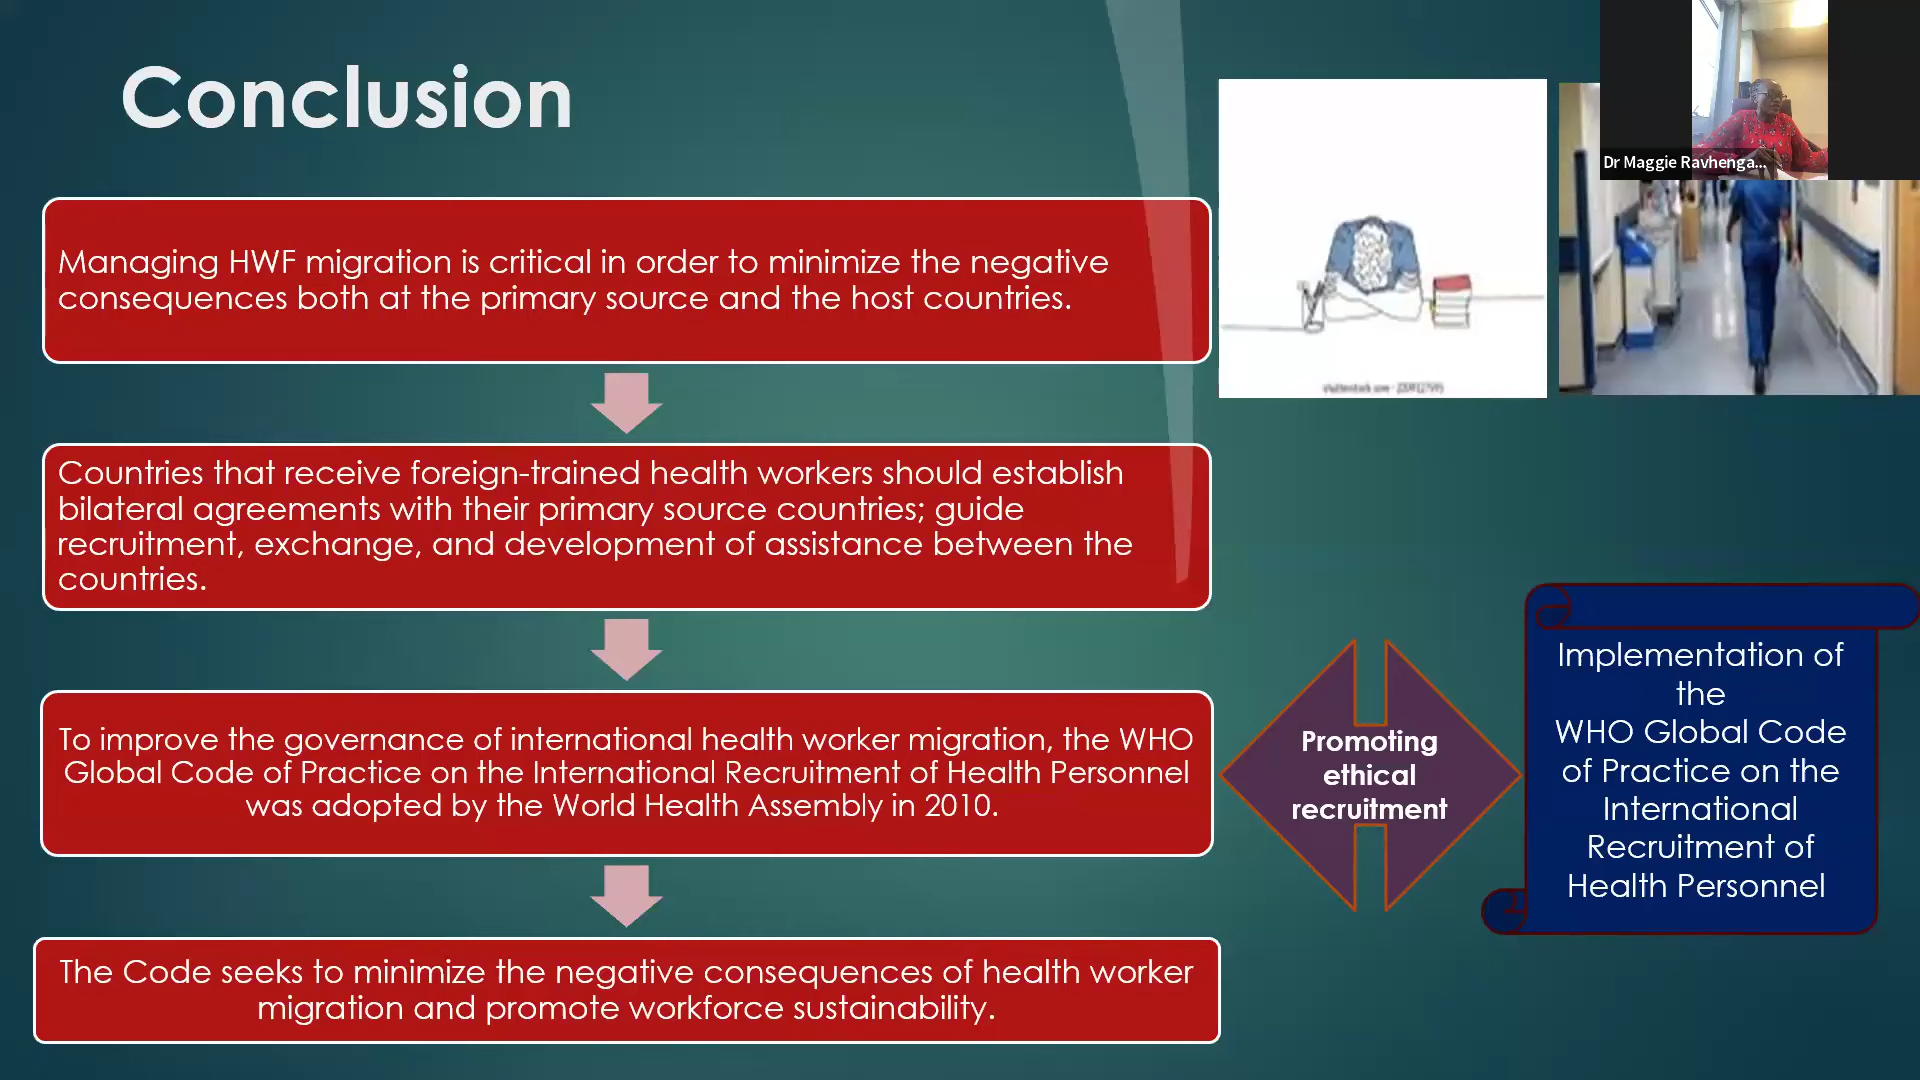 Conclusion
Managing HWF migration is critical in order to minimize the negative
consequences both at the primary source and the host countries.
Countries that receive foreign-trained health workers should establish
bilateral agreements with their primary source countries; guide
recruitment, exchange, and development of assistance between the
countries.
To improve the governance of international health worker migration, the WHO
Global Code of Practice on the International Recruitment of Health Personnel
was adopted by the World Health Assembly in 2010.
The Code seeks to minimize the negative consequences of health worker
migration and promote workforce sustainability.
Dr Maggie Ravhenga...
Promoting
ethical
recruitment
Implementation of
the
WHO Global Code
of Practice on the
International
Recruitment of
Health Personnel